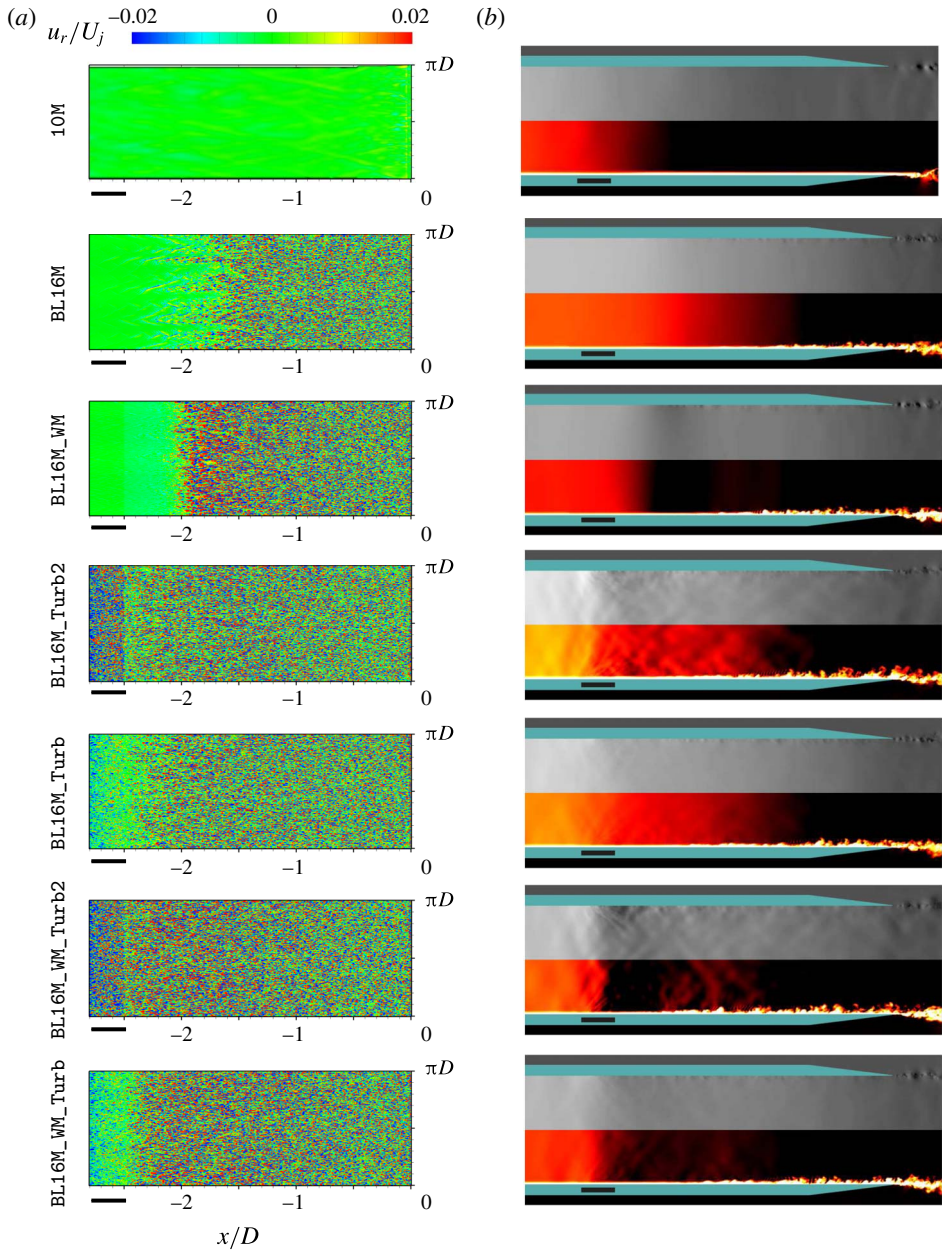 (a)
(b)
u_r/U_j
−0.02 0 0.02
πD
10M
−2 −1 0
πD
BL16M
−2 −1 0
πD
BL16M_WM
−2 −1 0
πD
BL16M_Turb2
−2 −1 0
πD
BL16M_Turb
−2 −1 0
πD
BL16M_WM_Turb2
−2 −1 0
πD
BL16M_WM_Turb
−2 −1 0
x/D